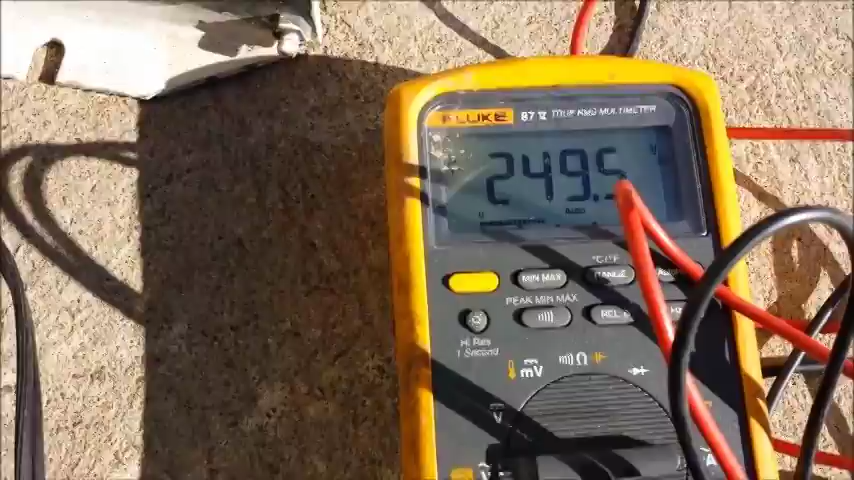 FLUKE 87 V TRUE RMS MULTIMETER
249.5
V
AUTO
MIN MAX
RANGE
°C/°F
PEAK MIN MAX
REL
Hi Res
1 Second
mV
Ω
V